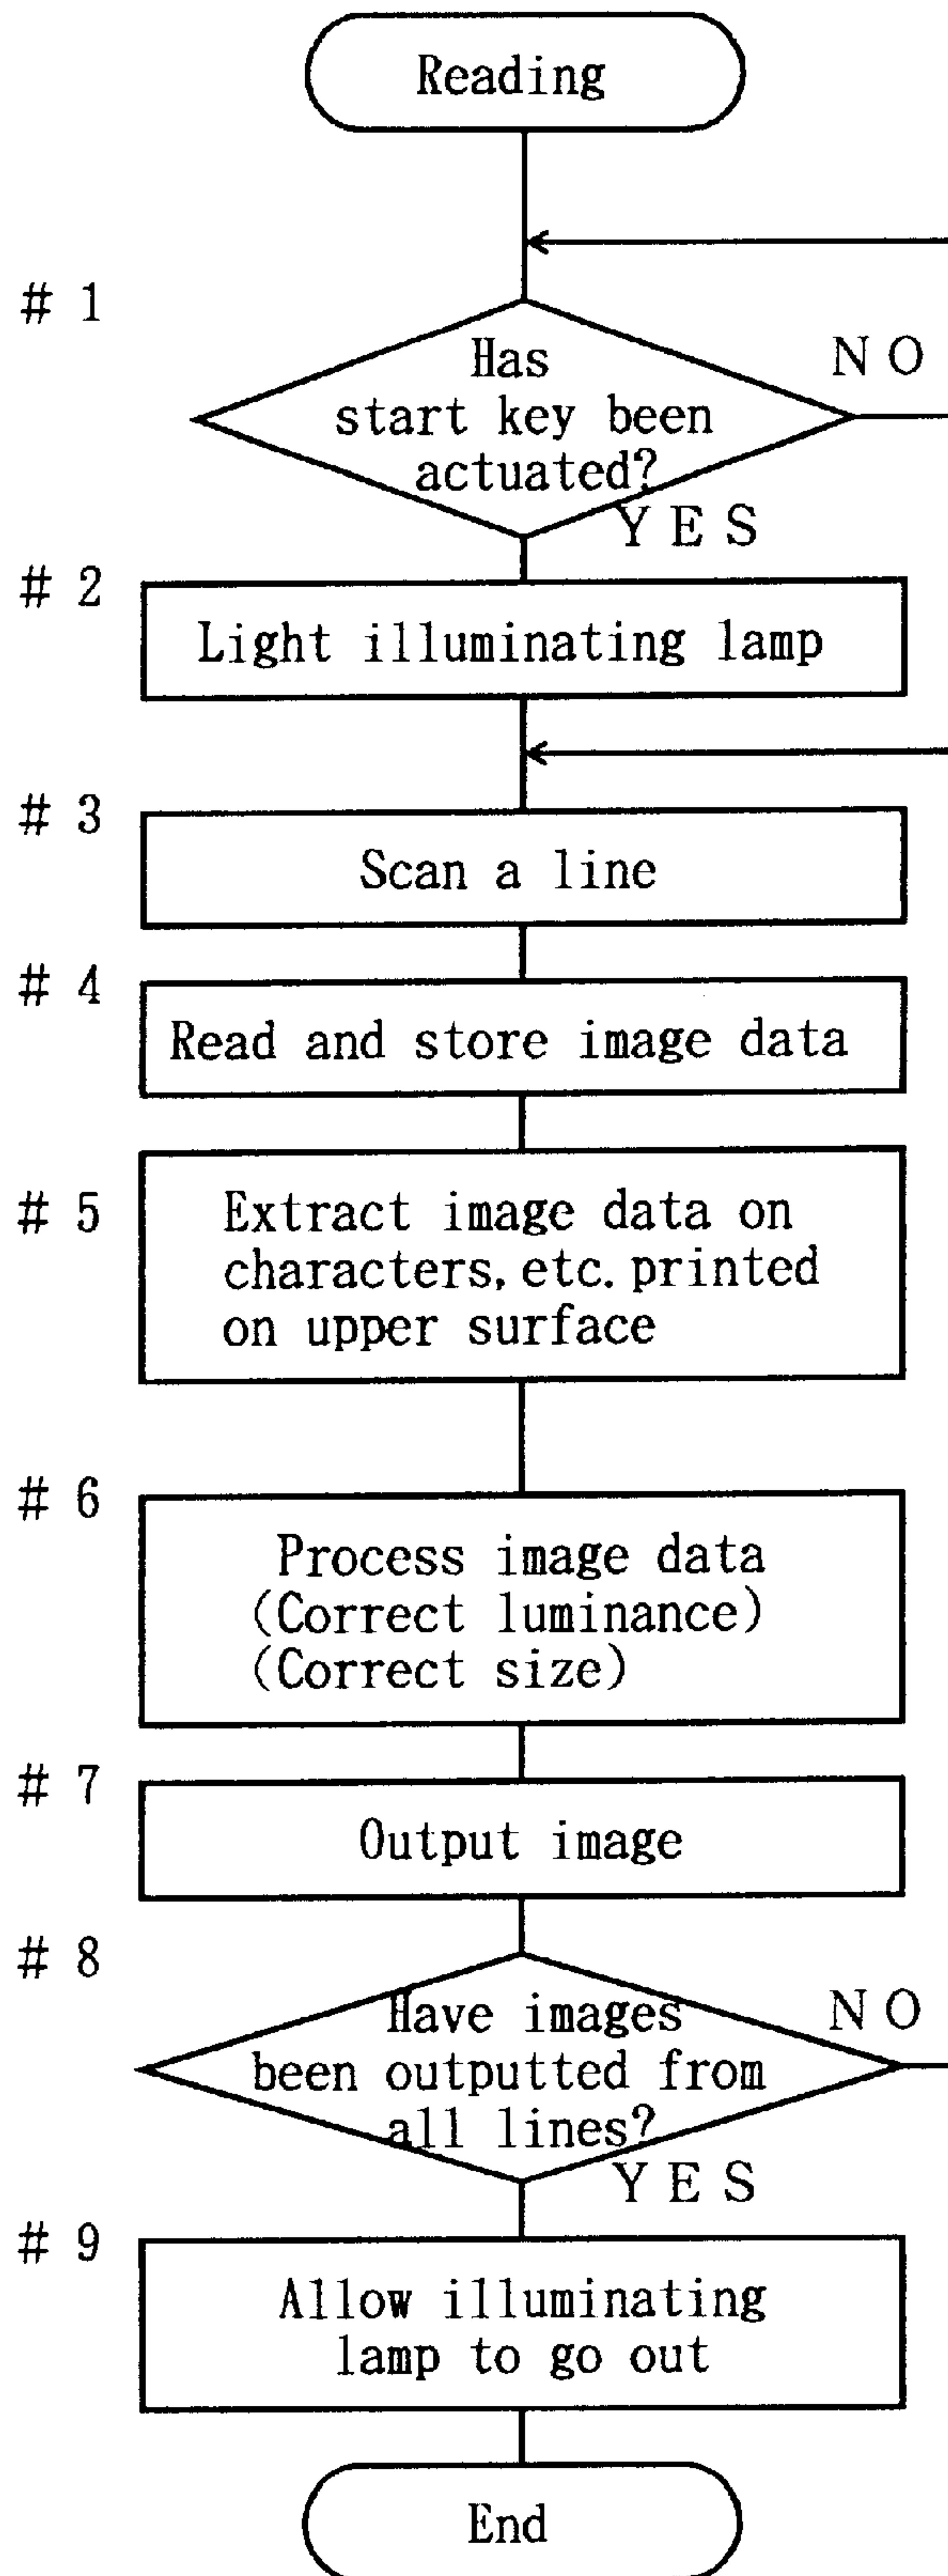 Reading
# 1
Has
start key been
actuated?
NO
YES
# 2
Light illuminating lamp
# 3
Scan a line
# 4
Read and store image data
# 5
Extract image data on
characters, etc. printed
on upper surface
# 6
Process image data
(Correct luminance)
(Correct size)
# 7
Output image
# 8
Have images
been outputted from
all lines?
NO
YES
# 9
Allow illuminating
lamp to go out
End